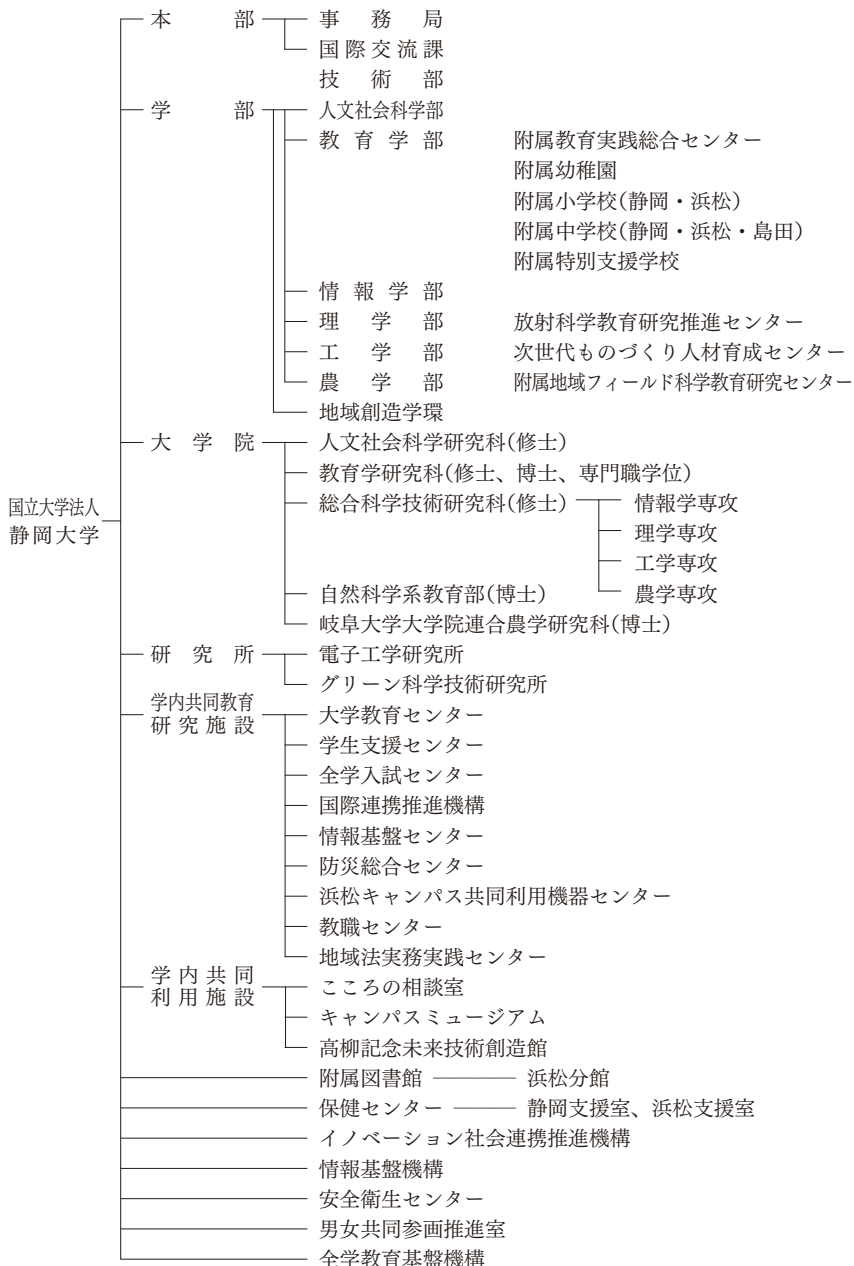 本部 事務局
国際交流課
技術部
学部 人文社会科学部
教育学部 附属教育実践総合センター
附属幼稚園
附属小学校(静岡・浜松)
附属中学校(静岡・浜松・島田)
附属特別支援学校
情報学部
理学部 放射科学教育研究推進センター
工学部 次世代ものづくり人材育成センター
農学部 附属地域フィールド科学教育研究センター
地域創造学環
大学院 人文社会科学研究科(修士)
教育学研究科(修士、博士、専門職学位)
国立大学法人
静岡大学
総合科学技術研究科(修士) 情報学専攻
理学専攻
工学専攻
農学専攻
自然科学系教育部(博士)
岐阜大学大学院連合農学研究科(博士)
研究所 電子工学研究所
グリーン科学技術研究所
学内共同教育
研究施設
大学教育センター
学生支援センター
全学入試センター
国際連携推進機構
情報基盤センター
防災総合センター
浜松キャンパス共同利用機器センター
教職センター
地域法実務実践センター
学内共同
利用施設
こころの相談室
キャンパスミュージアム
高柳記念未来技術創造館
附属図書館 浜松分館
保健センター 静岡支援室、浜松支援室
イノベーション社会連携推進機構
情報基盤機構
安全衛生センター
男女共同参画推進室
全学教育基盤機構